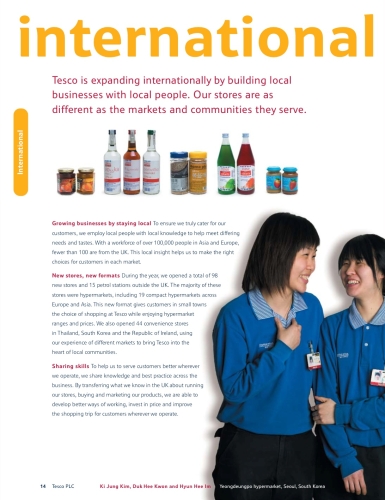 international
Tesco is expanding internationally by building local
businesses with local people. Our stores are as
different as the markets and communities they serve.
International
Growing businesses by staying local To ensure we truly cater for our
customers, we employ local people with local knowledge to help meet differing
needs and tastes. With a workforce of over 100,000 people in Asia and Europe,
fewer than 100 are from the UK. This local insight helps us to make the right
choices for customers in each market.
New stores, new formats During the year, we opened a total of 98
new stores and 15 petrol stations outside the UK. The majority of these
stores were hypermarkets, including 19 compact hypermarkets across
Europe and Asia. This new format gives customers in small towns
the choice of shopping at Tesco while enjoying hypermarket
ranges and prices. We also opened 44 convenience stores
in Thailand, South Korea and the Republic of Ireland, using
our experience of different markets to bring Tesco into the
heart of local communities.
Sharing skills To help us to serve customers better wherever
we operate, we share knowledge and best practice across the
business. By transferring what we know in the UK about running
our stores, buying and marketing our products, we are able to
develop better ways of working, invest in price and improve
the shopping trip for customers wherever we operate.
14 Tesco PLC
Ki Jung Kim, Duk Hee Kwon and Hyun Hee Im Yeongdeungpo hypermarket, Seoul, South Korea